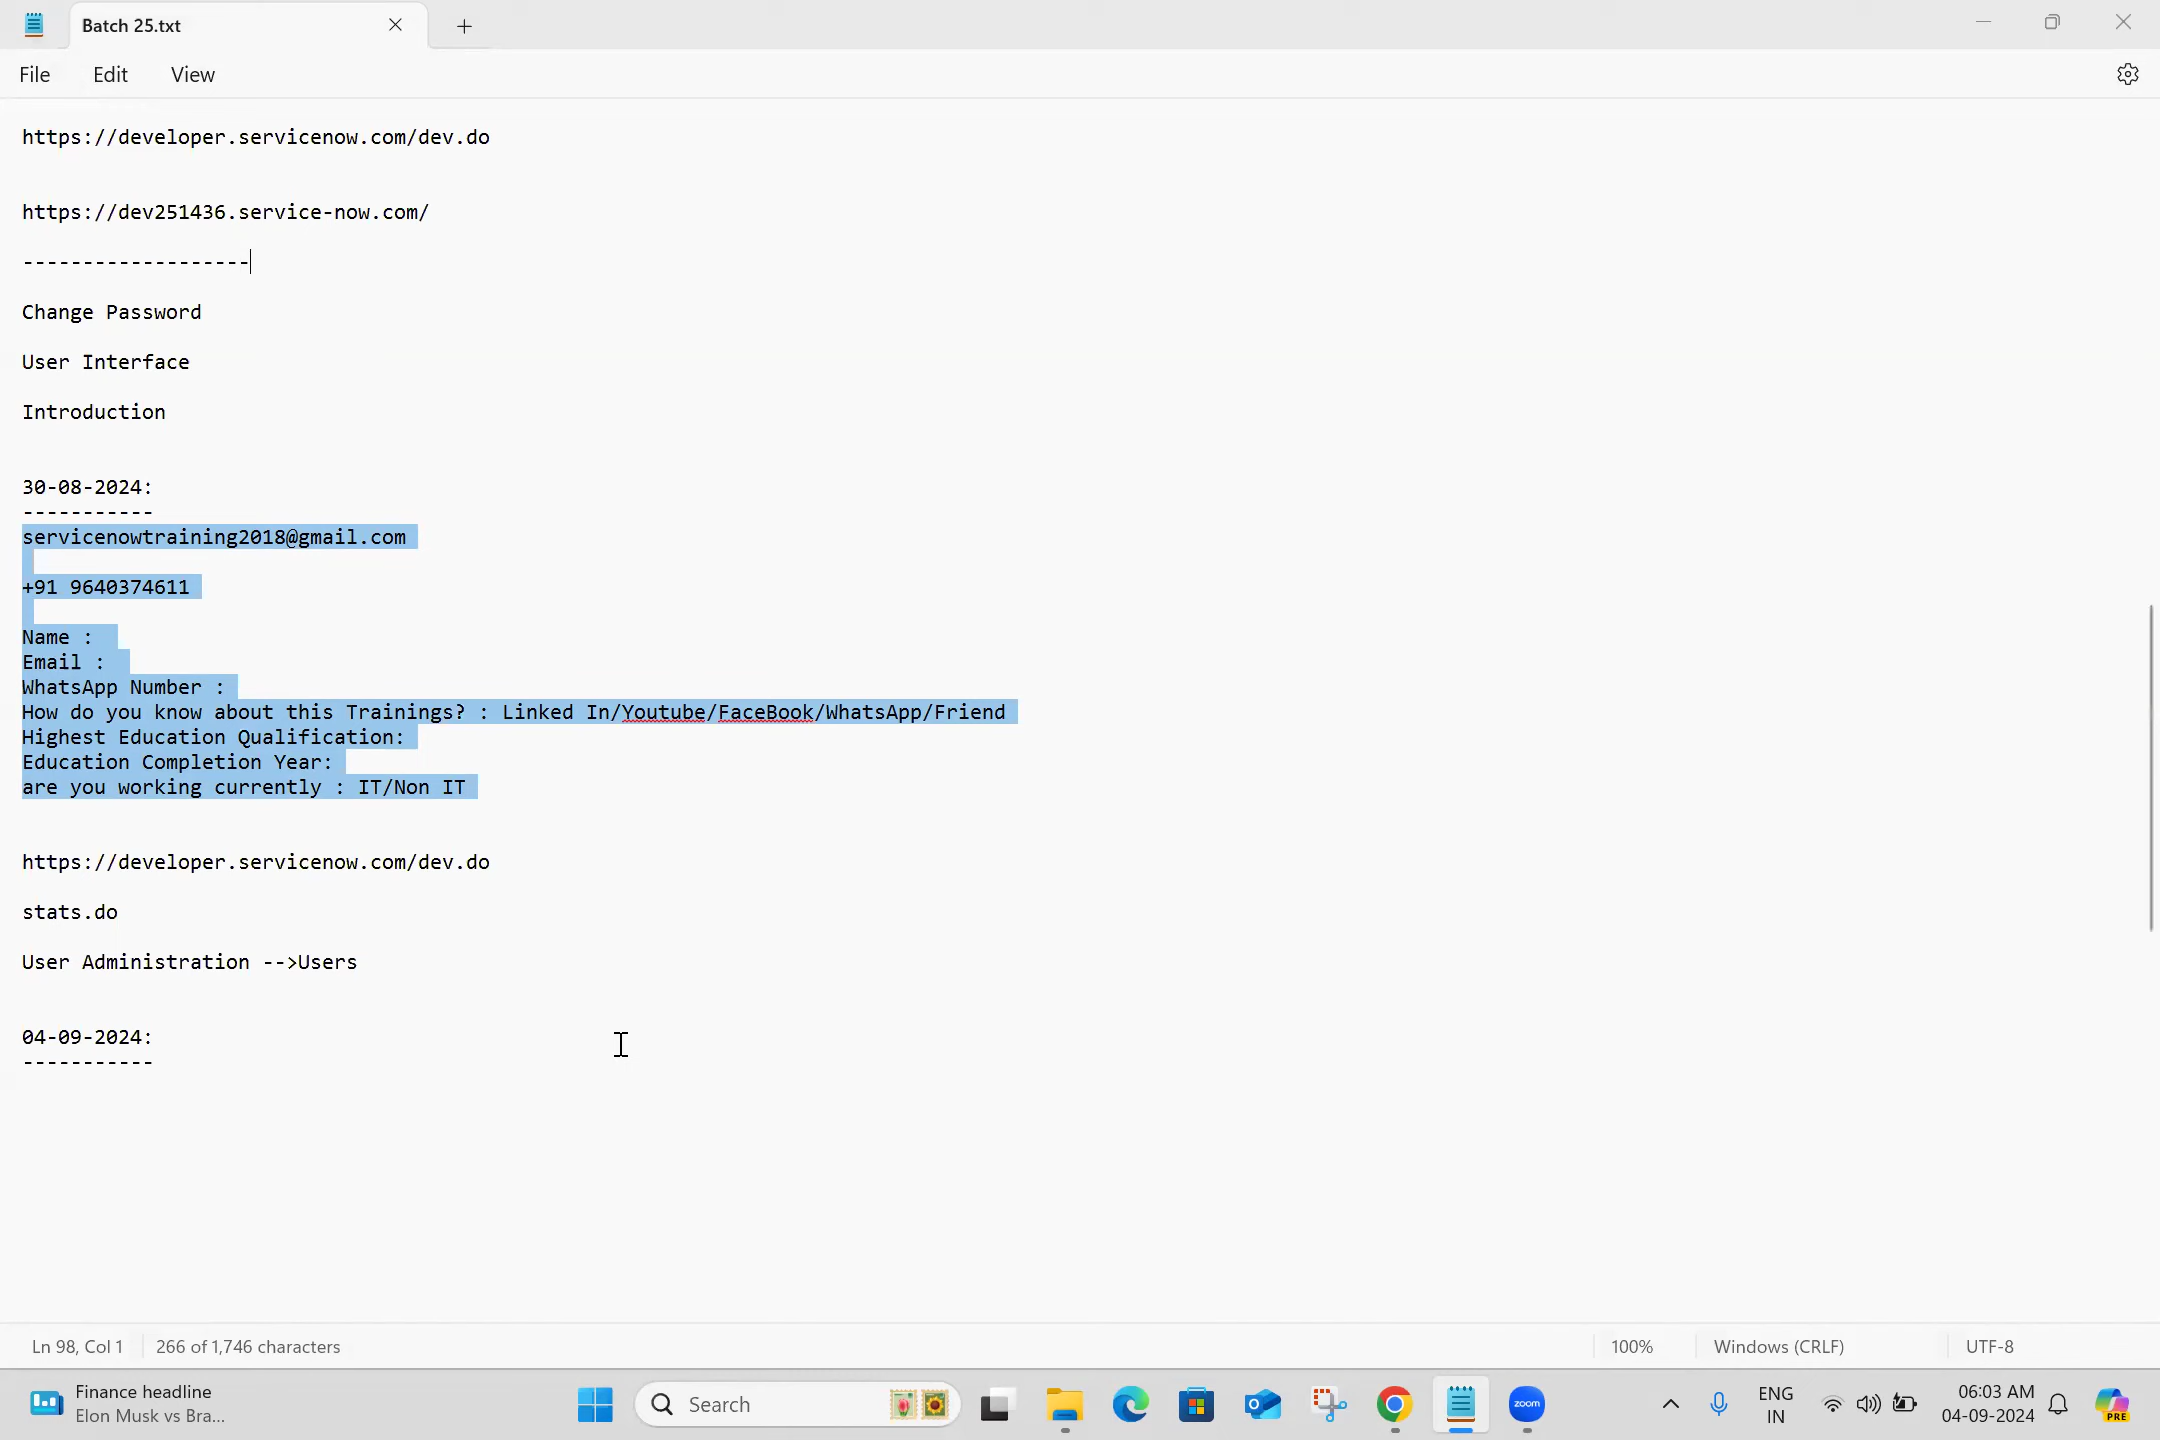 Batch 25.txt
File Edit View
https://developer.servicenow.com/dev.do
https://dev251436.service-now.com/
-------------------
Change Password
User Interface
Introduction
30-08-2024:
-----------
servicenowtraining2018@gmail.com
+91 9640374611
Name :
Email :
WhatsApp Number :
How do you know about this Trainings? : Linked In/Youtube/FaceBook/WhatsApp/Friend
Highest Education Qualification:
Education Completion Year:
are you working currently : IT/Non IT
https://developer.servicenow.com/dev.do
stats.do
User Administration -->Users
04-09-2024:
-----------
Ln 98, Col 1 266 of 1,746 characters 100% Windows (CRLF) UTF-8
Finance headline
Elon Musk vs Bra...
Search
zoom
ENG
IN
06:03 AM
04-09-2024
PRE